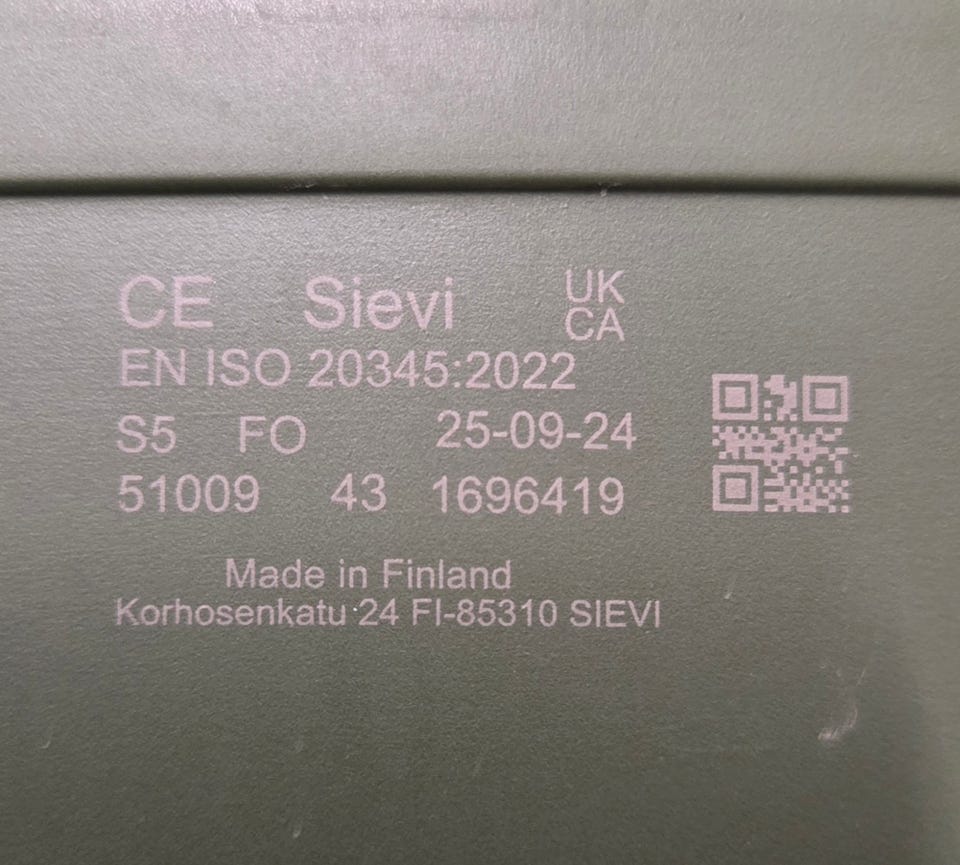 CE Sievi UK
CA
EN ISO 20345:2022
S5 FO 25-09-24
51009 43 1696419
Made in Finland
Korhosenkatu 24 FI-85310 SIEVI